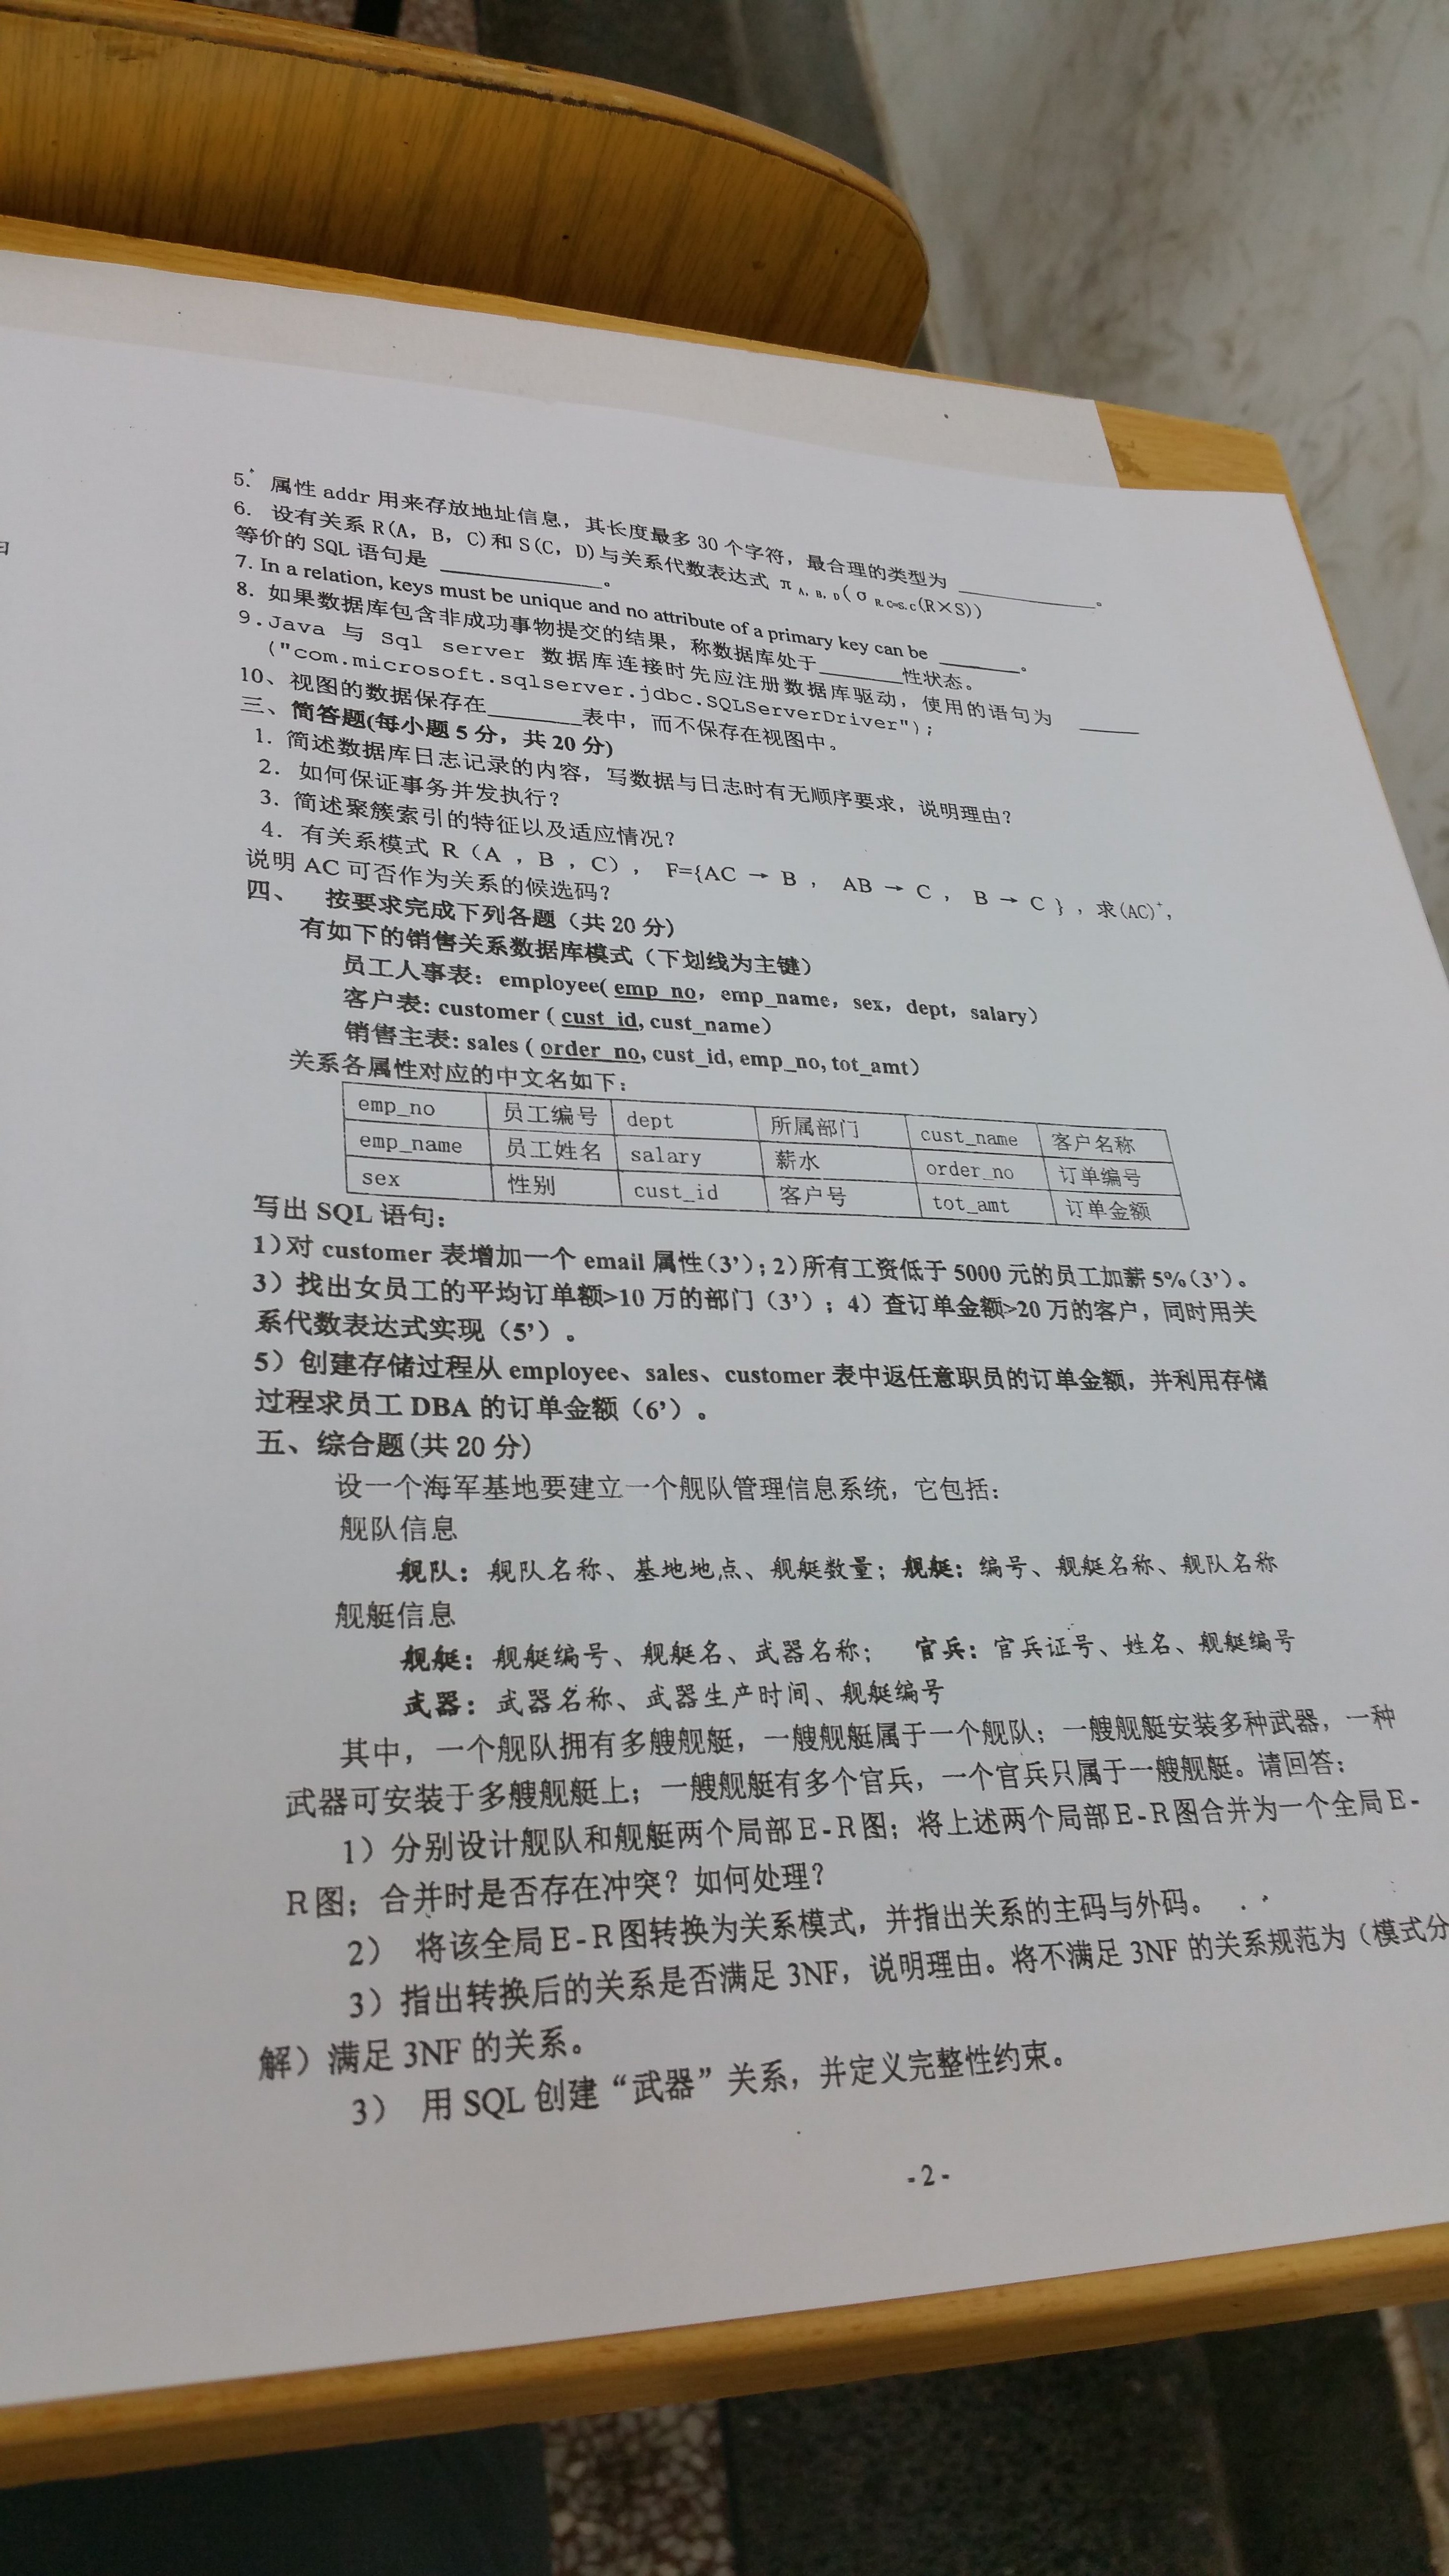 5. 属性 addr 用来存放地址信息，其长度最多 30 个字符，最合理的类型为 ____________。
6. 设有关系 R(A, B, C)和 S(C, D)与关系代数表达式 π A, B, D(σ R.C=S.C(R×S))
等价的 SQL 语句是 ____________。
7. In a relation, keys must be unique and no attribute of a primary key can be ______。
8. 如果数据库包含非成功事物提交的结果，称数据库处于______性状态。
9.Java 与 Sql server 数据库连接时先应注册数据库驱动，使用的语句为 ____
("com.microsoft.sqlserver.jdbc.SQLServerDriver");
10、视图的数据保存在______表中，而不保存在视图中。
三、简答题(每小题 5 分，共 20 分)
1. 简述数据库日志记录的内容，写数据与日志时有无顺序要求，说明理由？
2. 如何保证事务并发执行？
3. 简述聚簇索引的特征以及适应情况？
4. 有关系模式 R（A ，B ，C）， F={AC → B ， AB → C ， B → C }，求(AC)+，
说明 AC 可否作为关系的候选码？
四、 按要求完成下列各题（共 20 分）
有如下的销售关系数据库模式（下划线为主键）
员工人事表：employee( emp_no，emp_name，sex，dept，salary）
客户表: customer ( cust_id, cust_name）
销售主表: sales ( order_no, cust_id, emp_no, tot_amt）
关系各属性对应的中文名如下：
emp_no 员工编号 dept 所属部门 cust_name 客户名称
emp_name 员工姓名 salary 薪水 order_no 订单编号
sex 性别 cust_id 客户号 tot_amt 订单金额
写出 SQL 语句：
1)对 customer 表增加一个 email 属性(3’)；2)所有工资低于 5000 元的员工加薪 5%(3’)。
3）找出女员工的平均订单额>10 万的部门（3’）；4）查订单金额>20 万的客户，同时用关
系代数表达式实现（5’）。
5）创建存储过程从 employee、sales、customer 表中返任意职员的订单金额，并利用存储
过程求员工 DBA 的订单金额（6’）。
五、综合题(共 20 分)
设一个海军基地要建立一个舰队管理信息系统，它包括：
舰队信息
舰队：舰队名称、基地地点、舰艇数量；舰艇：编号、舰艇名称、舰队名称
舰艇信息
舰艇：舰艇编号、舰艇名、武器名称； 官兵：官兵证号、姓名、舰艇编号
武器：武器名称、武器生产时间、舰艇编号
其中，一个舰队拥有多艘舰艇，一艘舰艇属于一个舰队；一艘舰艇安装多种武器，一种
武器可安装于多艘舰艇上；一艘舰艇有多个官兵，一个官兵只属于一艘舰艇。请回答：
1）分别设计舰队和舰艇两个局部 E-R 图；将上述两个局部 E-R 图合并为一个全局 E-
R 图；合并时是否存在冲突？如何处理？
2） 将该全局 E-R 图转换为关系模式，并指出关系的主码与外码。
3）指出转换后的关系是否满足 3NF，说明理由。将不满足 3NF 的关系规范为（模式分
解）满足 3NF 的关系。
3） 用 SQL 创建“武器”关系，并定义完整性约束。
-2-